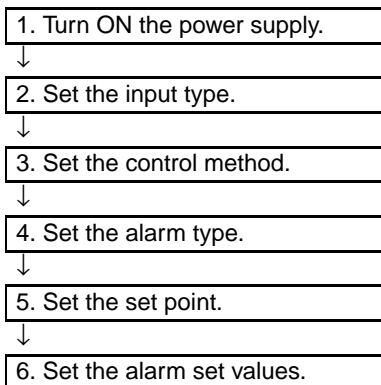 1. Turn ON the power supply.
↓
2. Set the input type.
↓
3. Set the control method.
↓
4. Set the alarm type.
↓
5. Set the set point.
↓
6. Set the alarm set values.